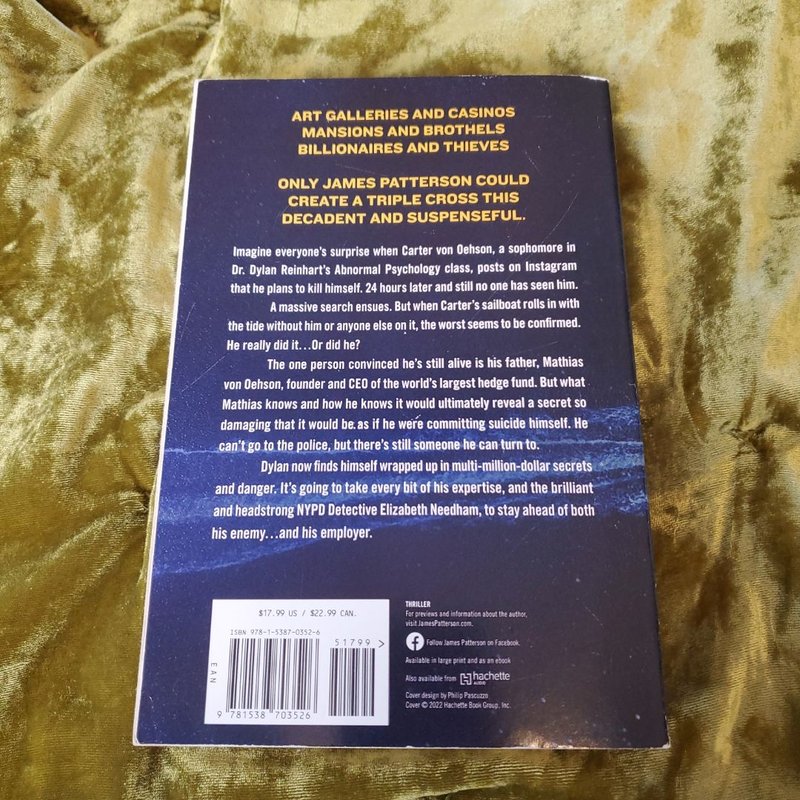 ART GALLERIES AND CASINOS
MANSIONS AND BROTHELS
BILLIONAIRES AND THIEVES
ONLY JAMES PATTERSON COULD
CREATE A TRIPLE CROSS THIS
DECADENT AND SUSPENSEFUL.
Imagine everyone's surprise when Carter von Oehson, a sophomore in
Dr. Dylan Reinhart's Abnormal Psychology class, posts on Instagram
that he plans to kill himself. 24 hours later and still no one has seen him.
A massive search ensues. But when Carter's sailboat rolls in with
the tide without him or anyone else on it, the worst seems to be confirmed.
He really did it...Or did he?
The one person convinced he's still alive is his father, Mathias
von Oehson, founder and CEO of the world's largest hedge fund. But what
Mathias knows and how he knows it would ultimately reveal a secret so
damaging that it would be as if he were committing suicide himself. He
can't go to the police, but there's still someone he can turn to.
Dylan now finds himself wrapped up in multi-million-dollar secrets
and danger. It's going to take every bit of his expertise, and the brilliant
and headstrong NYPD Detective Elizabeth Needham, to stay ahead of both
his enemy...and his employer.
$17.99 US / $22.99 CAN.
ISBN 978-1-5387-0352-6
51799 >
EAN
9 781538 703526
THRILLER
For previews and information about the author,
visit JamesPatterson.com.
Follow James Patterson on Facebook.
Available in large print and as an ebook
Also available from hachette AUDIO
Cover design by Philip Pascuzzo
Cover © 2022 Hachette Book Group, Inc.